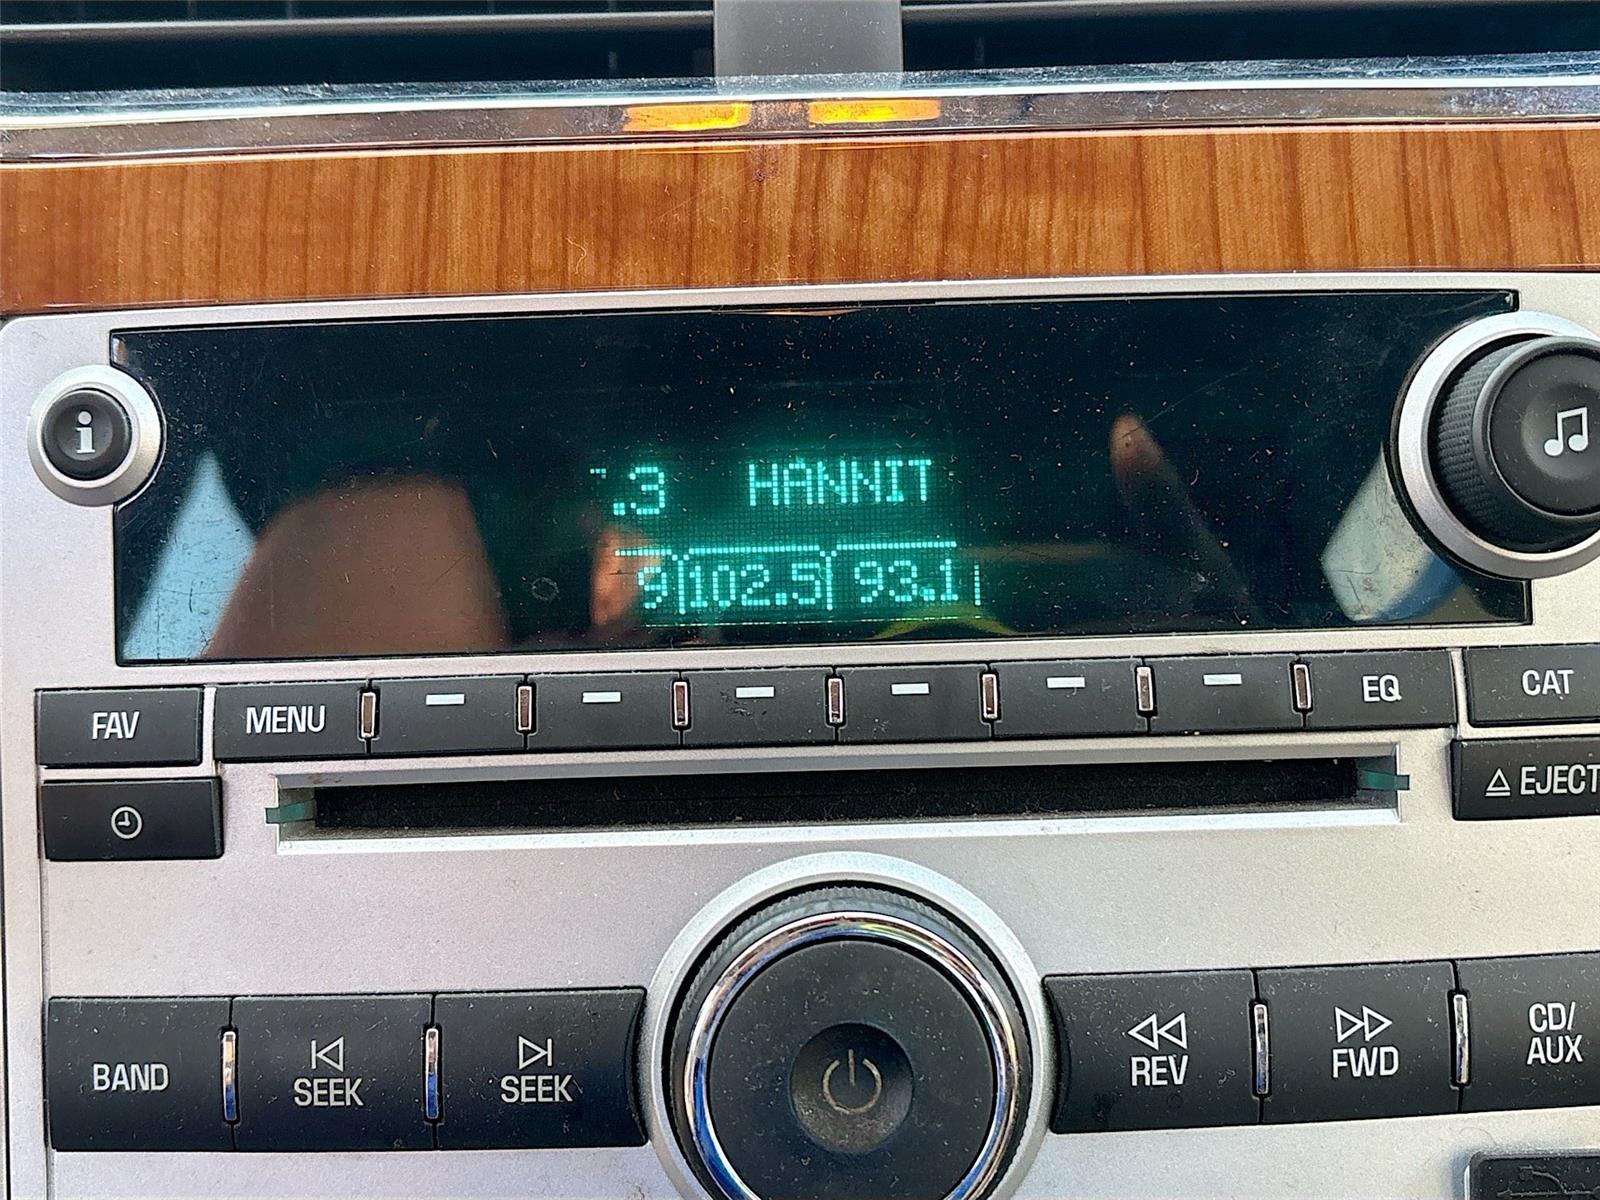 i
.3 HANNIT
9 102.5 93.1
FAV MENU EQ CAT
EJECT
BAND SEEK SEEK REV FWD CD/
AUX